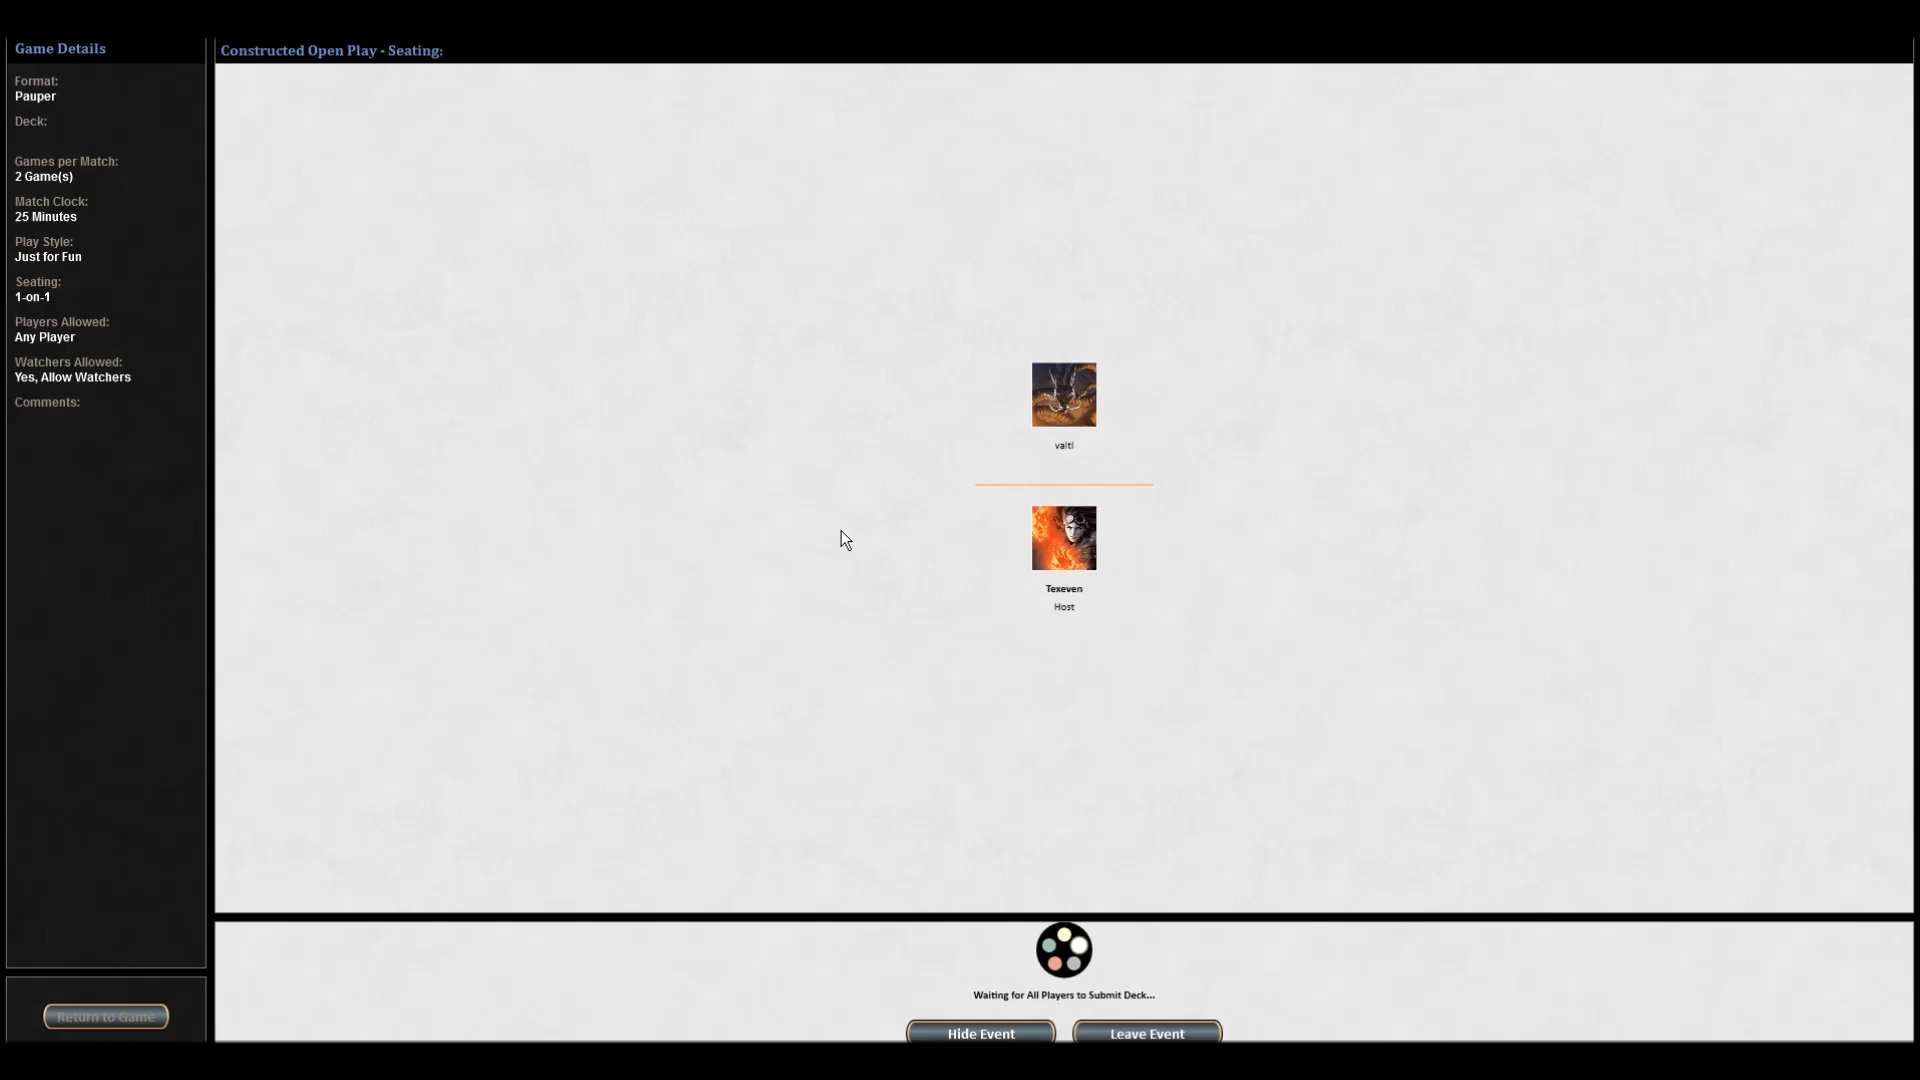 Game Details
Format:
Pauper
Deck:
Games per Match:
2 Game(s)
Match Clock:
25 Minutes
Play Style:
Just for Fun
Seating:
1-on-1
Players Allowed:
Any Player
Watchers Allowed:
Yes, Allow Watchers
Comments:
Return to Game
Constructed Open Play - Seating:
valtl
Texeven
Host
Waiting for All Players to Submit Deck...
Hide Event
Leave Event